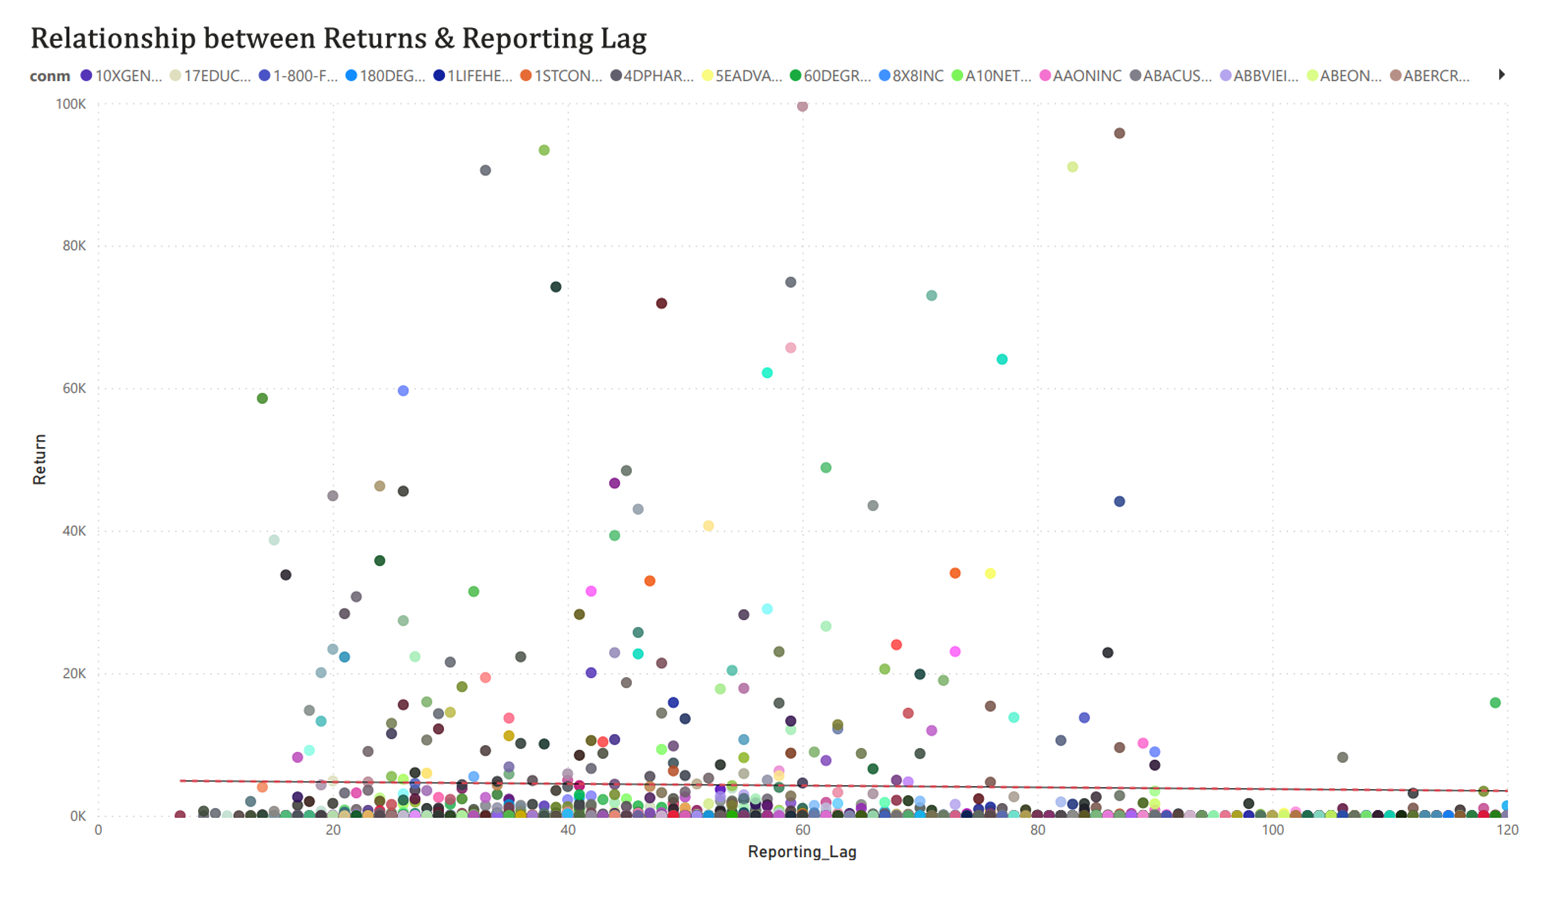 Relationship between Returns & Reporting Lag
conm 10XGEN... 17EDUC... 1-800-F... 180DEG... 1LIFEHE... 1STCON... 4DPHAR... 5EADVA... 60DEGR... 8X8INC A10NET... AAONINC ABACUS... ABBVIEI... ABEON... ABERCR...
100K
80K
60K
40K
20K
0K
Return
0 20 40 60 80 100 120
Reporting_Lag